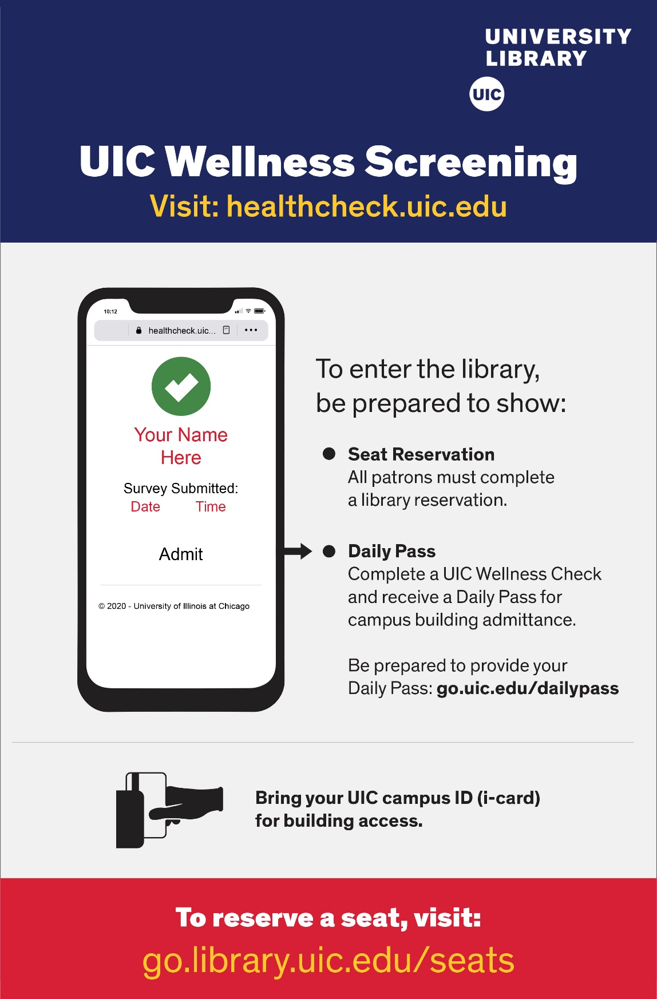 UNIVERSITY
LIBRARY
UIC
UIC Wellness Screening
Visit: healthcheck.uic.edu
10:12
healthcheck.uic...
Your Name
Here
Survey Submitted:
Date Time
Admit
© 2020 - University of Illinois at Chicago
To enter the library,
be prepared to show:
Seat Reservation
All patrons must complete
a library reservation.
Daily Pass
Complete a UIC Wellness Check
and receive a Daily Pass for
campus building admittance.
Be prepared to provide your
Daily Pass: go.uic.edu/dailypass
Bring your UIC campus ID (i-card)
for building access.
To reserve a seat, visit:
go.library.uic.edu/seats